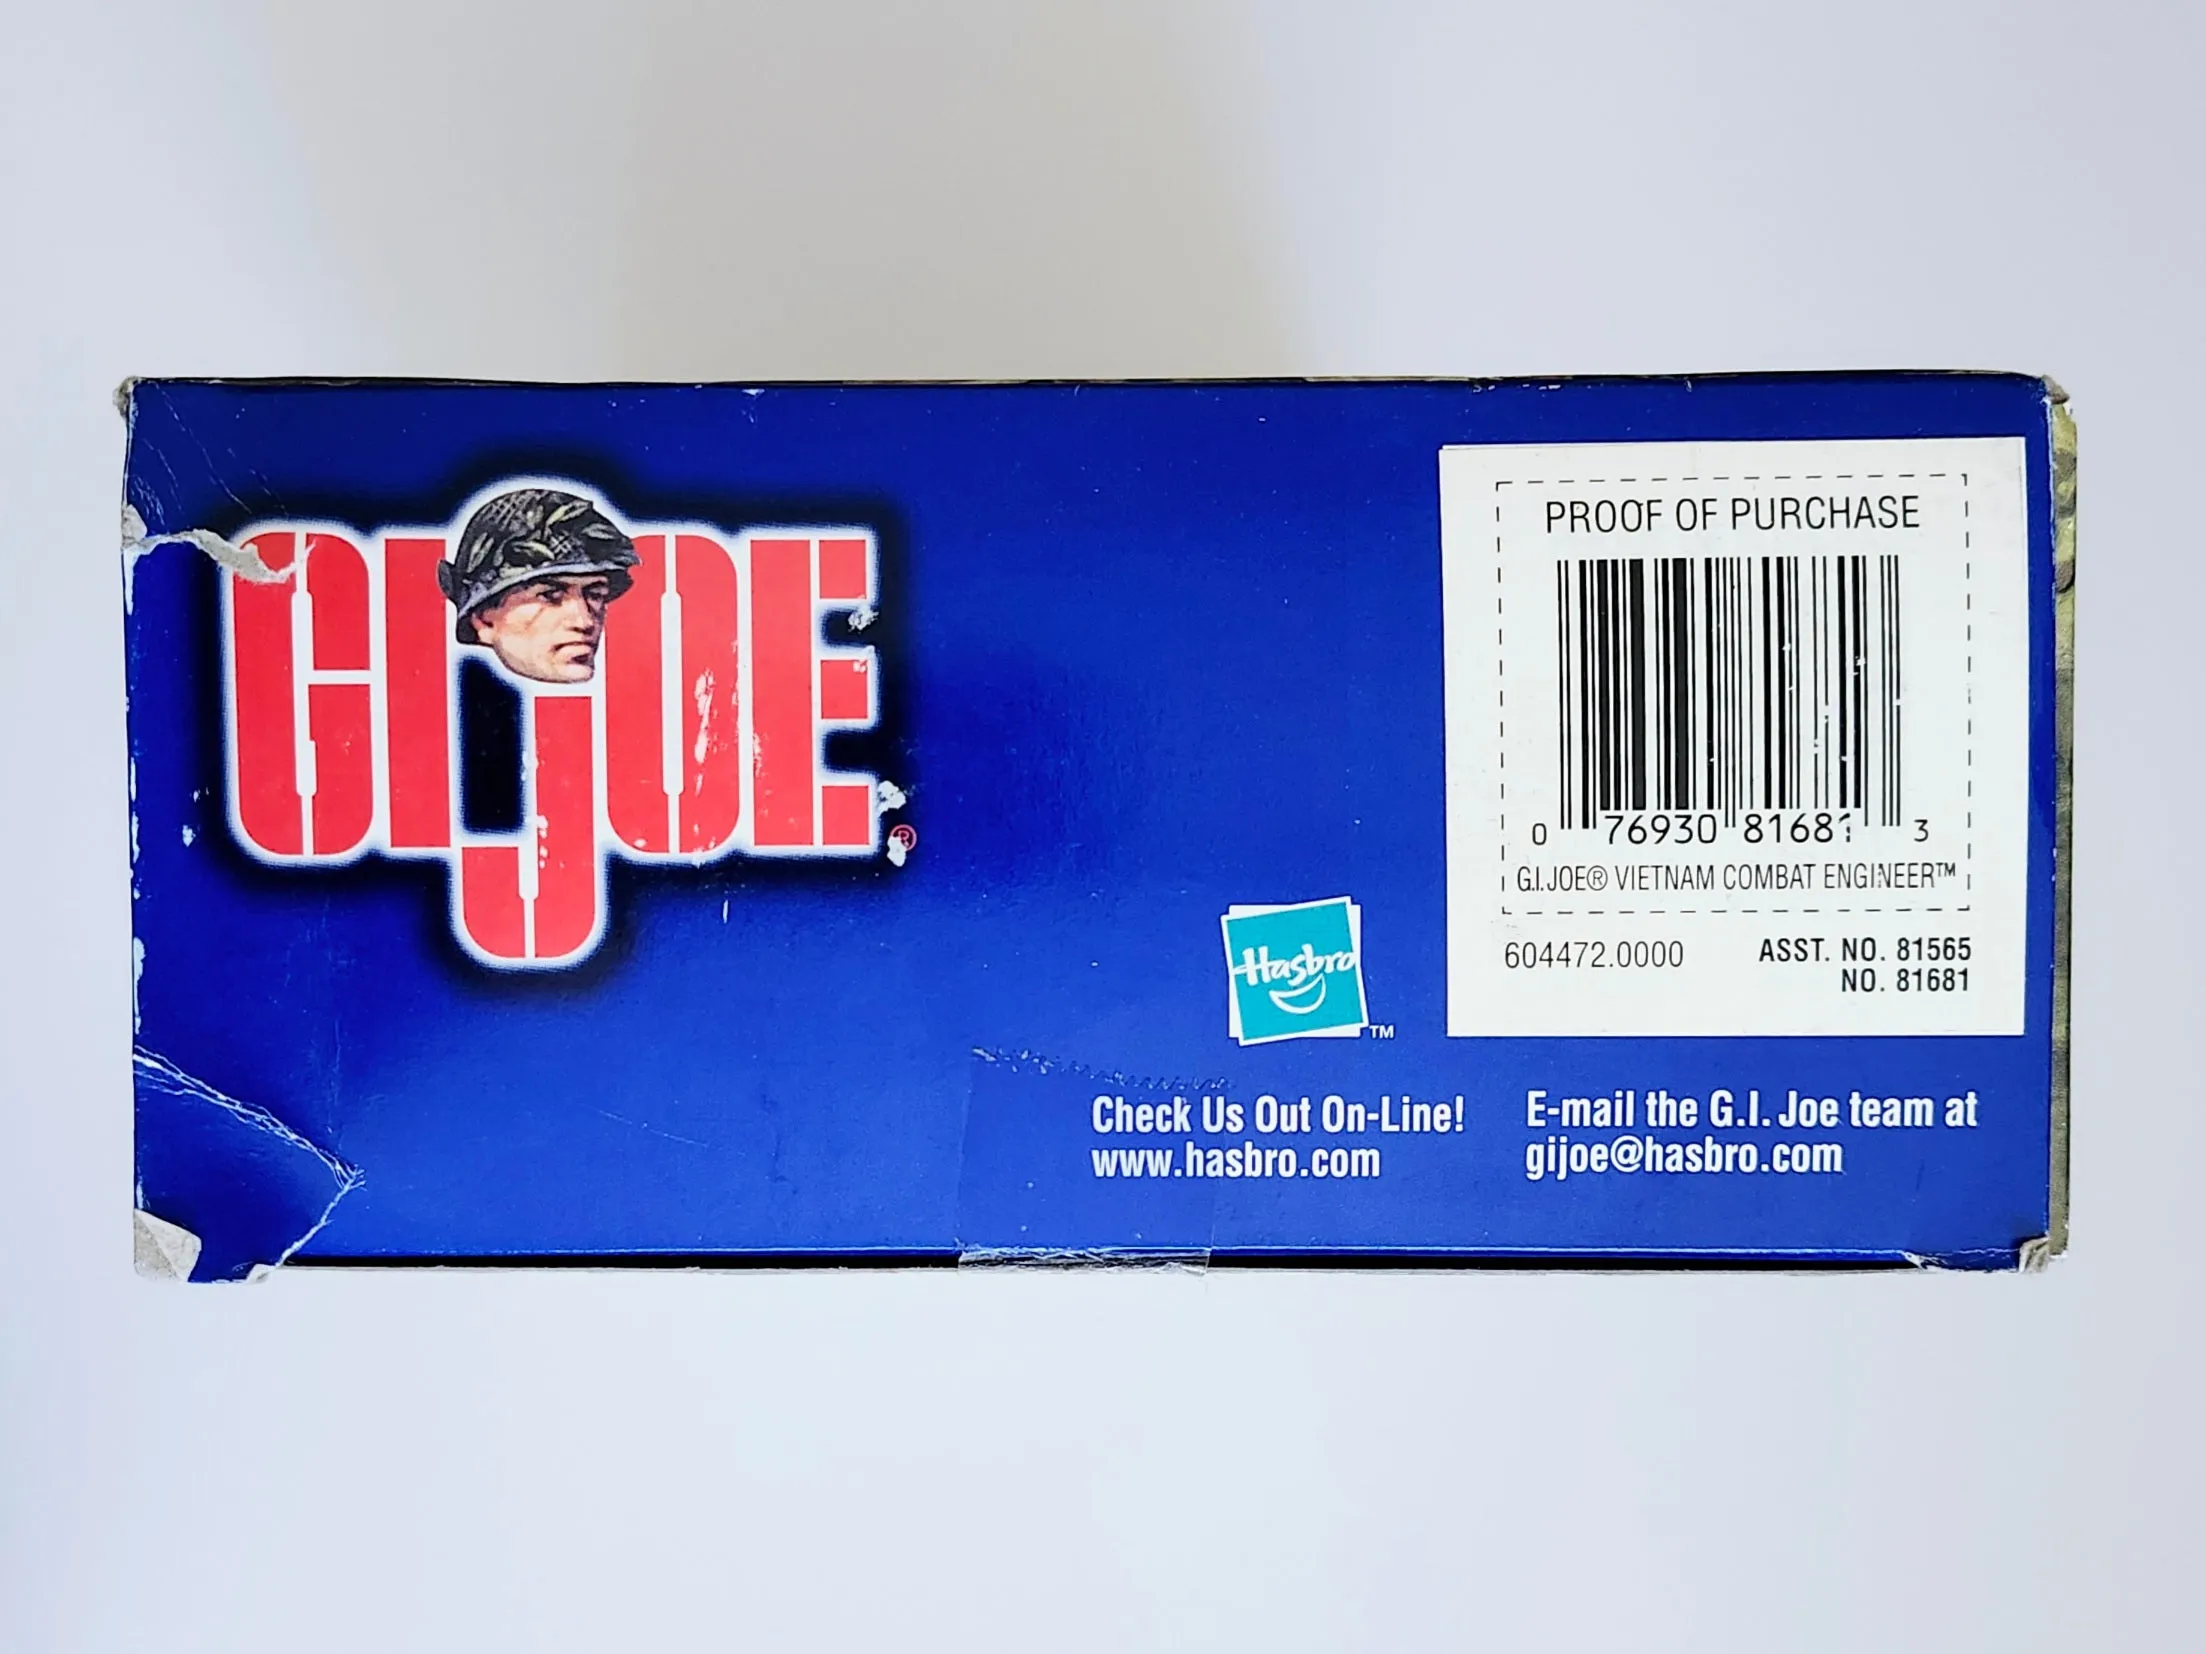 GI JOE®
PROOF OF PURCHASE
0 76930 81681 3
G.I. JOE® VIETNAM COMBAT ENGINEER™
604472.0000
ASST. NO. 81565
NO. 81681
Hasbro
TM
Check Us Out On-Line!
www.hasbro.com
E-mail the G.I. Joe team at
gijoe@hasbro.com